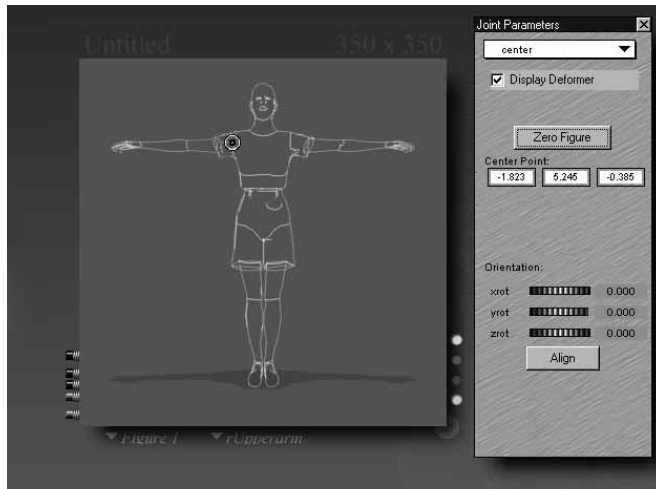 Untitled 350 x 350
Joint Parameters
center
Display Deformer
Zero Figure
Center Point:
-1.823 5.245 -0.385
Orientation:
xrot 0.000
yrot 0.000
zrot 0.000
Align
Figure 1 rUpperarm